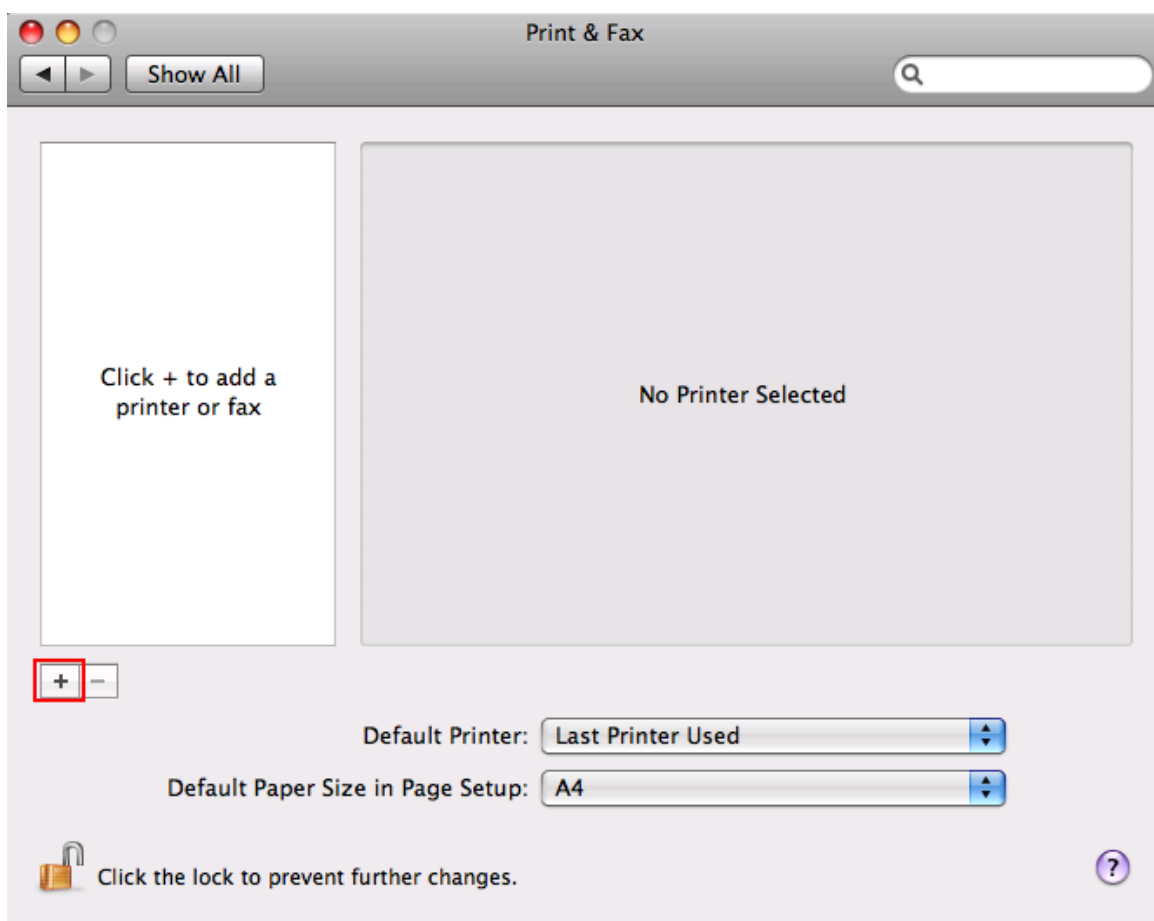 Print & Fax
Show All
Click + to add a
printer or fax
No Printer Selected
+ −
Default Printer: Last Printer Used
Default Paper Size in Page Setup: A4
Click the lock to prevent further changes.
?